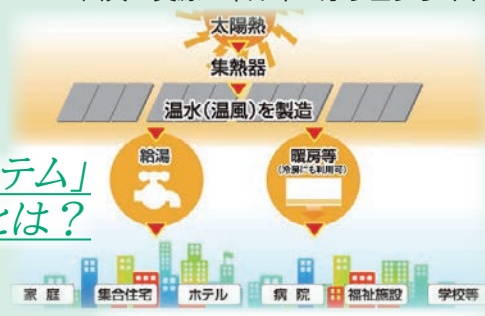 太陽熱
集熱器
温水(温風)を製造
給湯
暖房等
(冷房にも利用可)
テム」
とは？
家 庭
集合住宅
ホテル
病 院
福祉施設
学校等